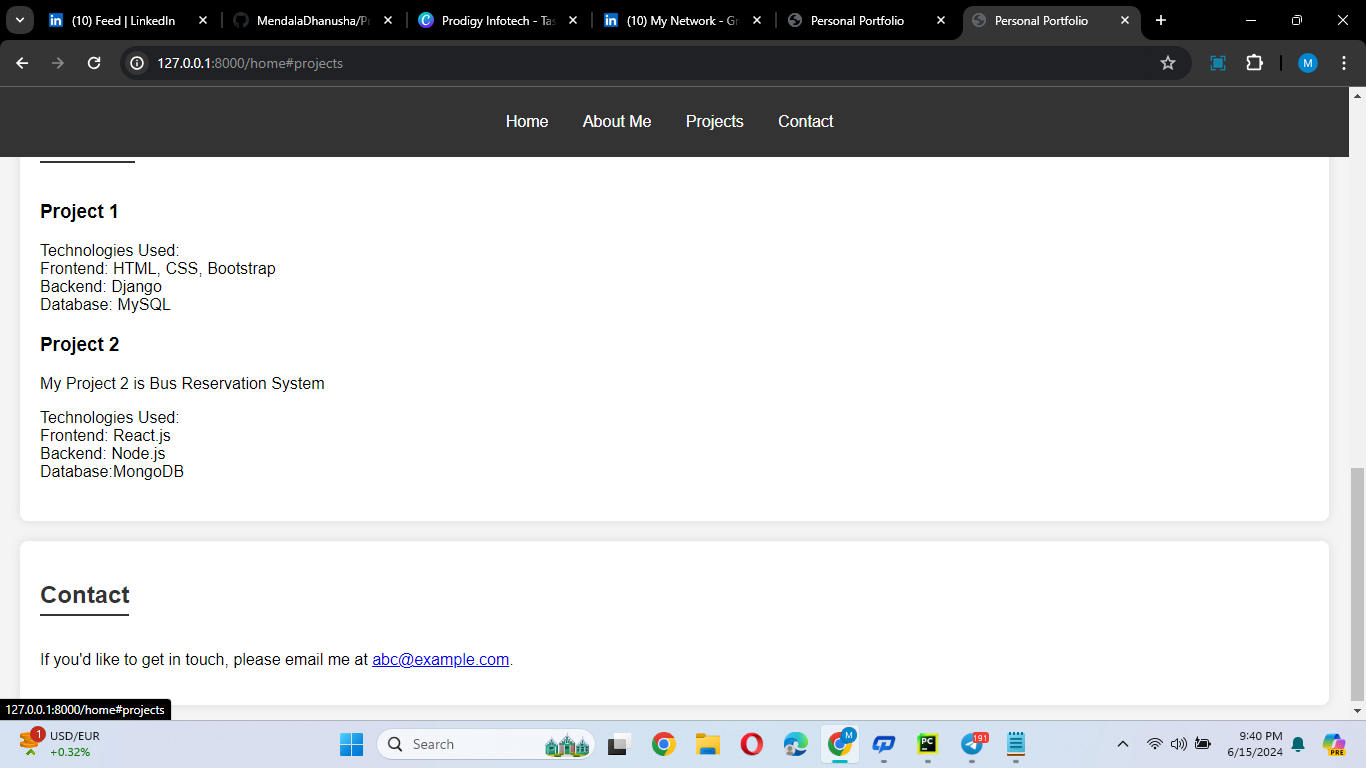 (10) Feed | LinkedIn
MendalaDhanusha/Pr
Prodigy Infotech - Tas
(10) My Network - Gr
Personal Portfolio
Personal Portfolio
127.0.0.1:8000/home#projects
M
Home About Me Projects Contact
Project 1
Technologies Used:
Frontend: HTML, CSS, Bootstrap
Backend: Django
Database: MySQL
Project 2
My Project 2 is Bus Reservation System
Technologies Used:
Frontend: React.js
Backend: Node.js
Database:MongoDB
Contact
If you'd like to get in touch, please email me at abc@example.com.
127.0.0.1:8000/home#projects
1
USD/EUR
+0.32%
Search
M
PC
191
9:40 PM
6/15/2024
PRE